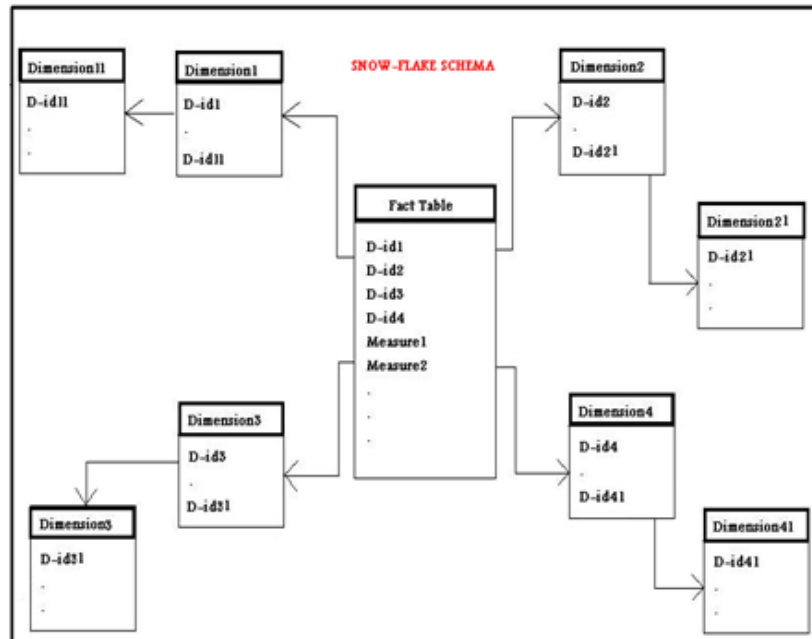 SNOW-FLAKE SCHEMA
Dimension11
D-id11
.
.
Dimension1
D-id1
.
D-id11
Dimension2
D-id2
.
D-id21
Dimension21
D-id21
.
.
Fact Table
D-id1
D-id2
D-id3
D-id4
Measure1
Measure2
.
.
.
Dimension3
D-id3
.
D-id31
Dimension3
D-id31
.
.
Dimension4
D-id4
.
D-id41
Dimension41
D-id41
.
.